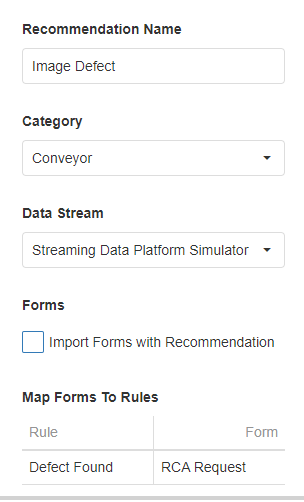 Recommendation Name
Image Defect
Category
Conveyor
Data Stream
Streaming Data Platform Simulator
Forms
Import Forms with Recommendation
Map Forms To Rules
Rule Form
Defect Found RCA Request